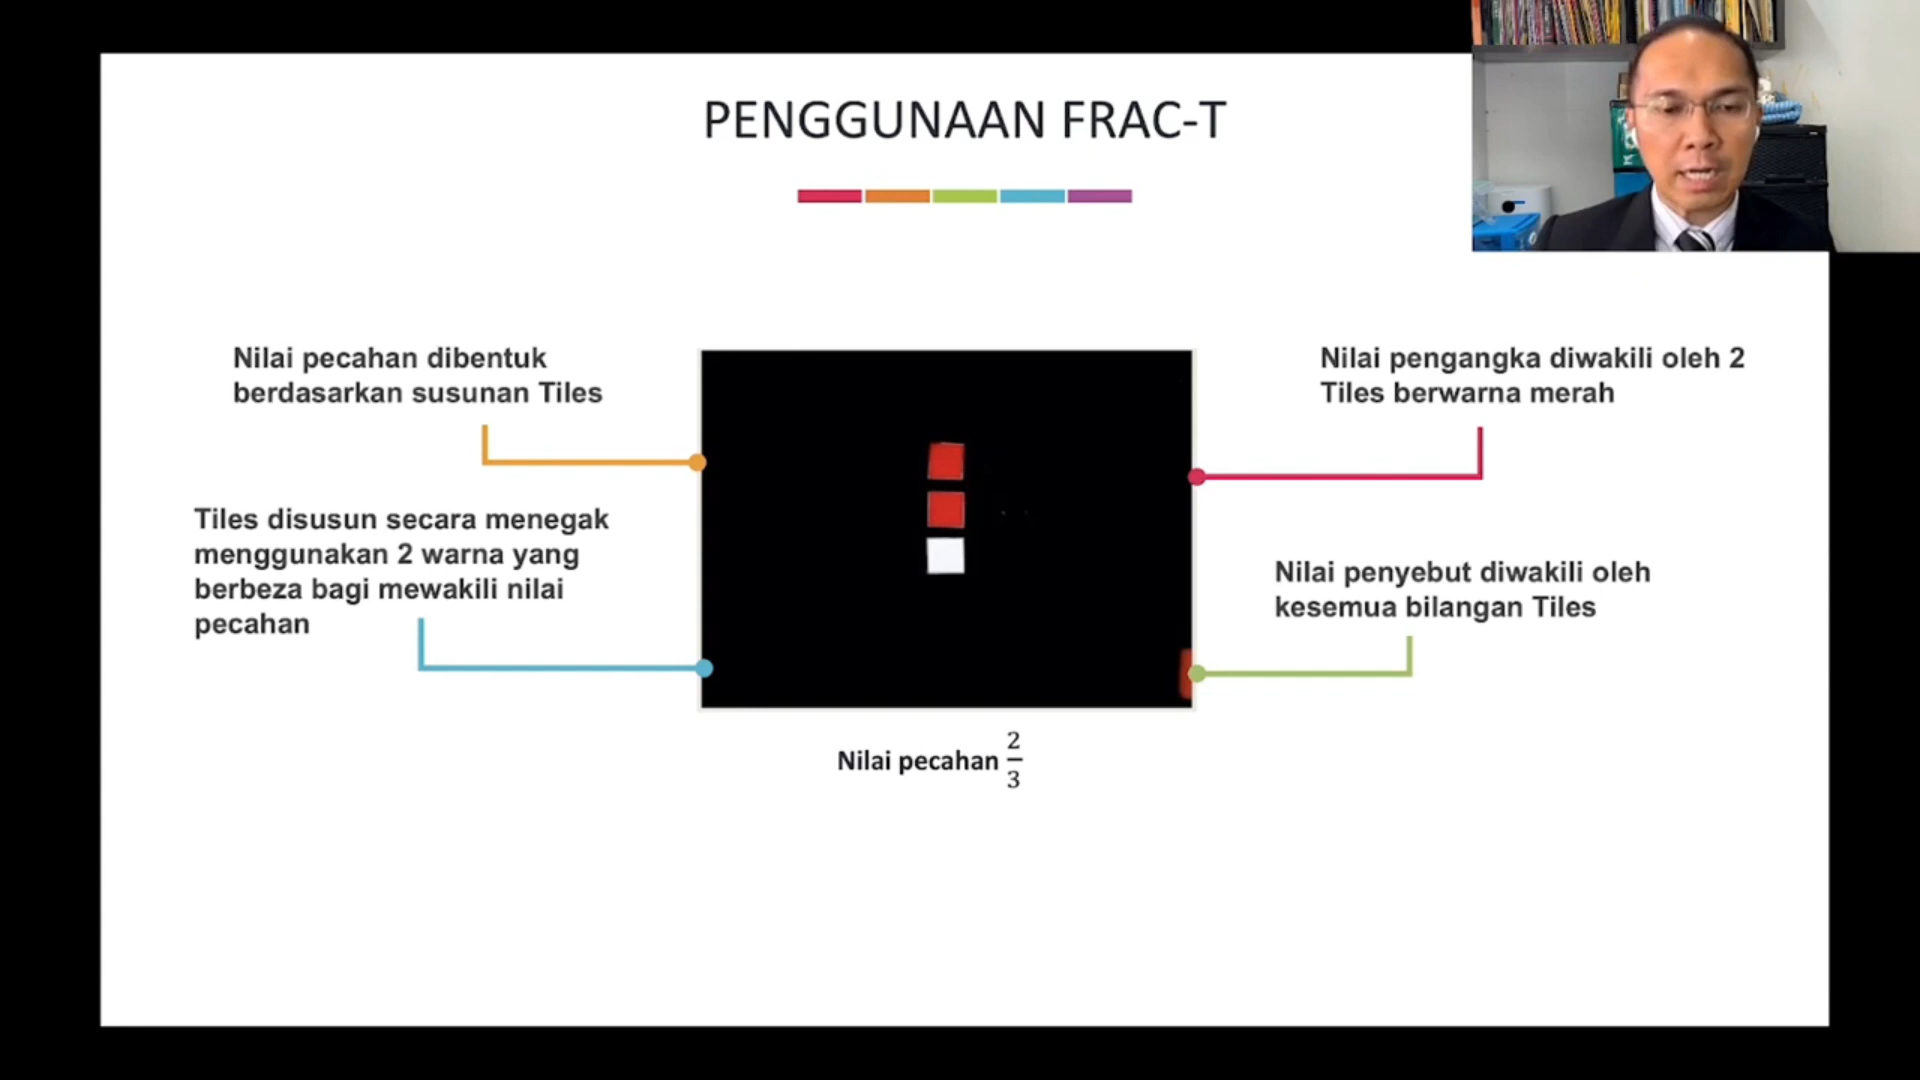 PENGGUNAAN FRAC-T
Nilai pecahan dibentuk
berdasarkan susunan Tiles
Tiles disusun secara menegak
menggunakan 2 warna yang
berbeza bagi mewakili nilai
pecahan
Nilai pengangka diwakili oleh 2
Tiles berwarna merah
Nilai penyebut diwakili oleh
kesemua bilangan Tiles
Nilai pecahan 2/3